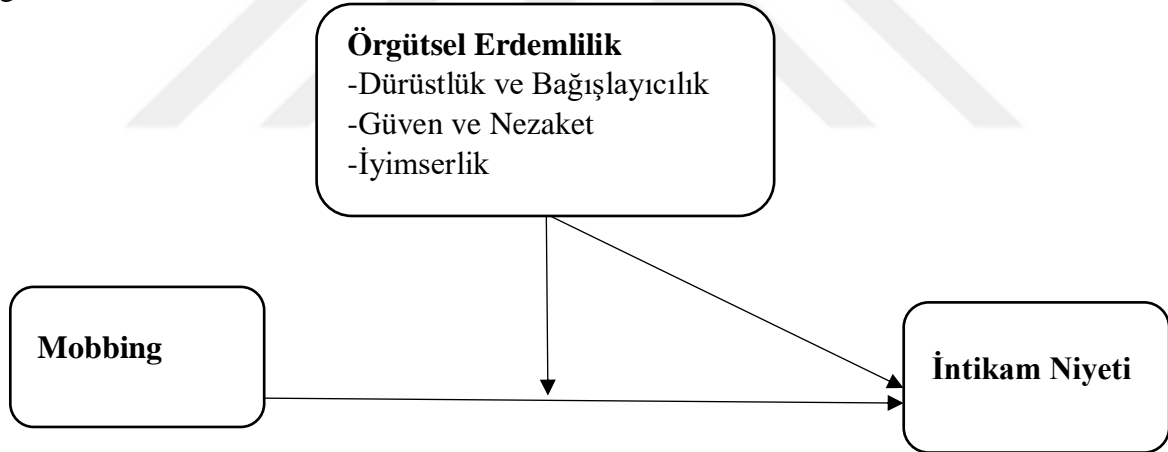 Örgütsel Erdemlilik
-Dürüstlük ve Bağışlayıcılık
-Güven ve Nezaket
-İyimserlik
Mobbing
İntikam Niyeti